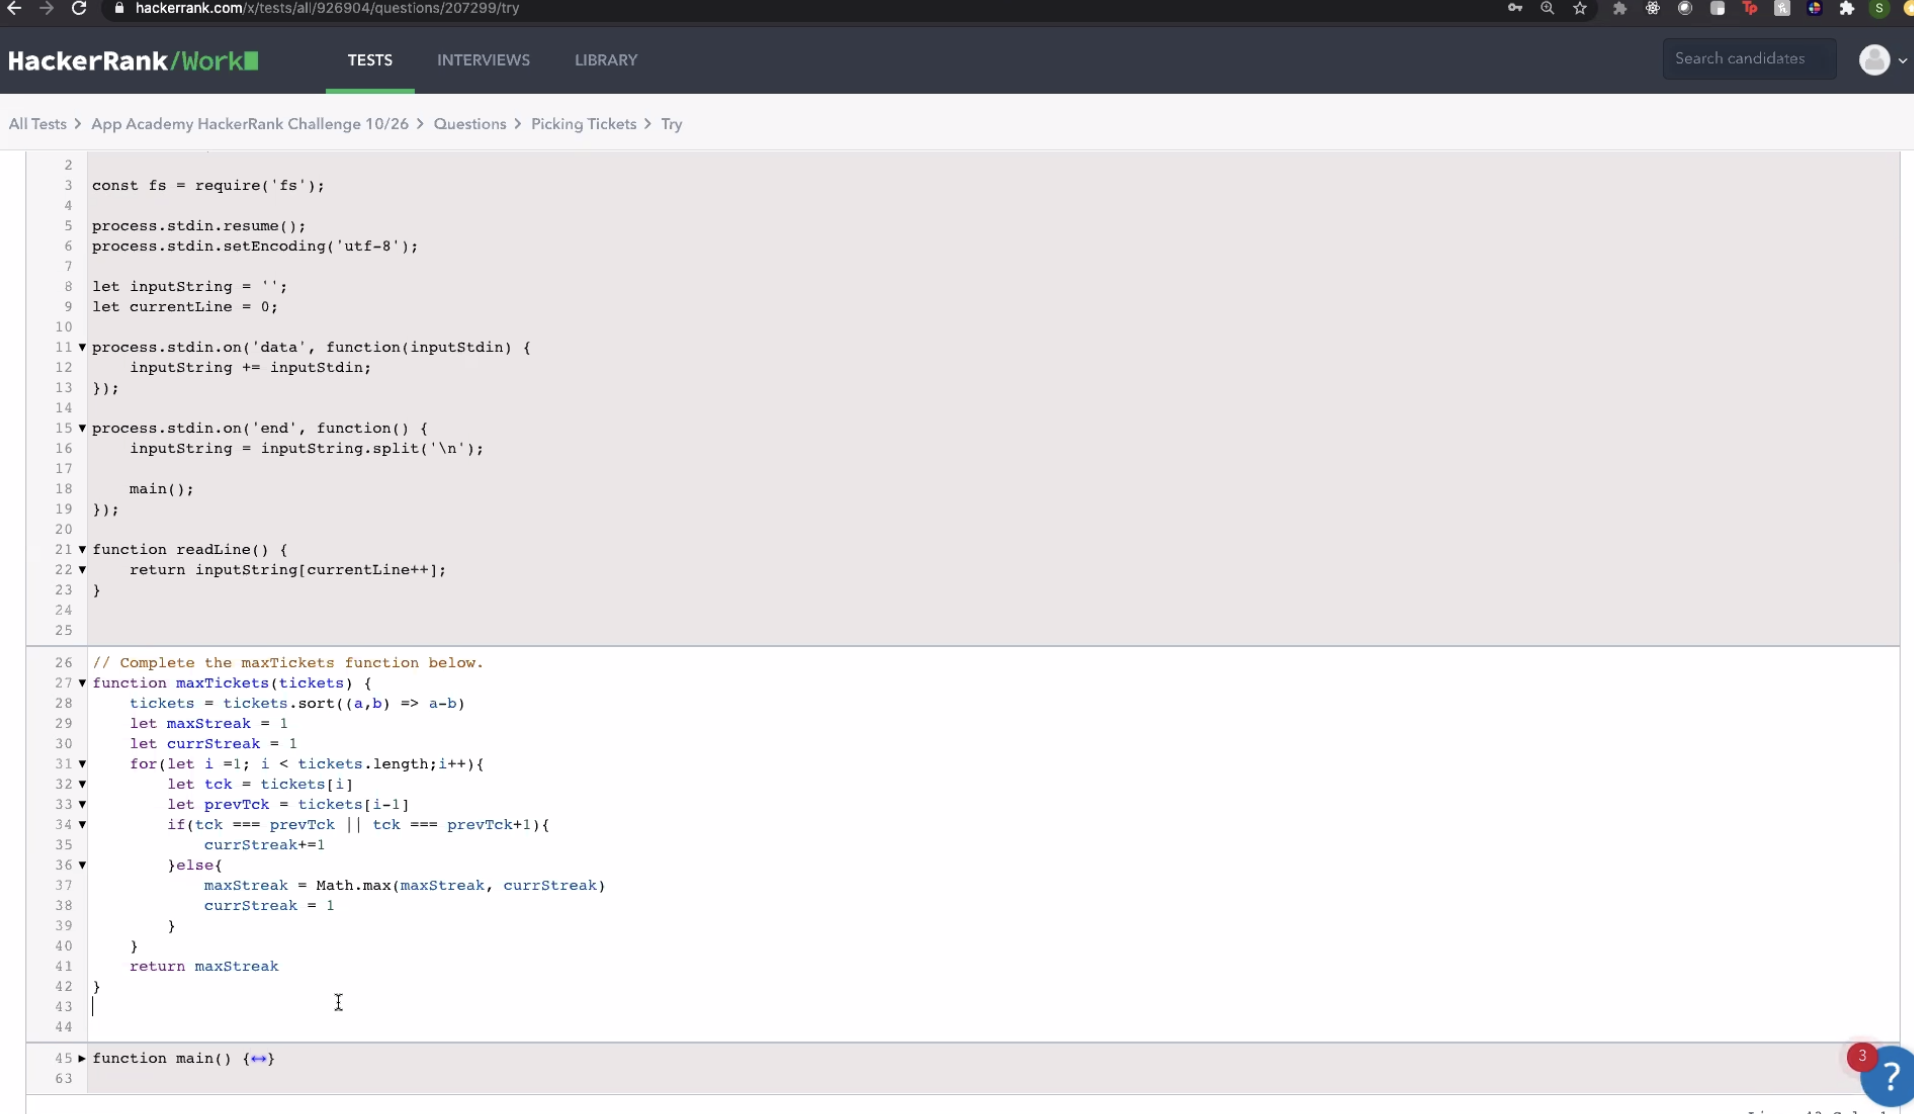 hackerrank.com/x/tests/all/926904/questions/207299/try
Tp
S
HackerRank/Work
TESTS
INTERVIEWS
LIBRARY
Search candidates
All Tests > App Academy HackerRank Challenge 10/26 > Questions > Picking Tickets > Try
2
3 const fs = require('fs');
4
5 process.stdin.resume();
6 process.stdin.setEncoding('utf-8');
7
8 let inputString = '';
9 let currentLine = 0;
10
11 process.stdin.on('data', function(inputStdin) {
12 inputString += inputStdin;
13 });
14
15 process.stdin.on('end', function() {
16 inputString = inputString.split('\n');
17
18 main();
19 });
20
21 function readLine() {
22 return inputString[currentLine++];
23 }
24
25
26 // Complete the maxTickets function below.
27 function maxTickets(tickets) {
28 tickets = tickets.sort((a,b) => a-b)
29 let maxStreak = 1
30 let currStreak = 1
31 for(let i =1; i < tickets.length;i++){
32 let tck = tickets[i]
33 let prevTck = tickets[i-1]
34 if(tck === prevTck || tck === prevTck+1){
35 currStreak+=1
36 }else{
37 maxStreak = Math.max(maxStreak, currStreak)
38 currStreak = 1
39 }
40 }
41 return maxStreak
42 }
43
44
45 function main() {↔}
63
3
?